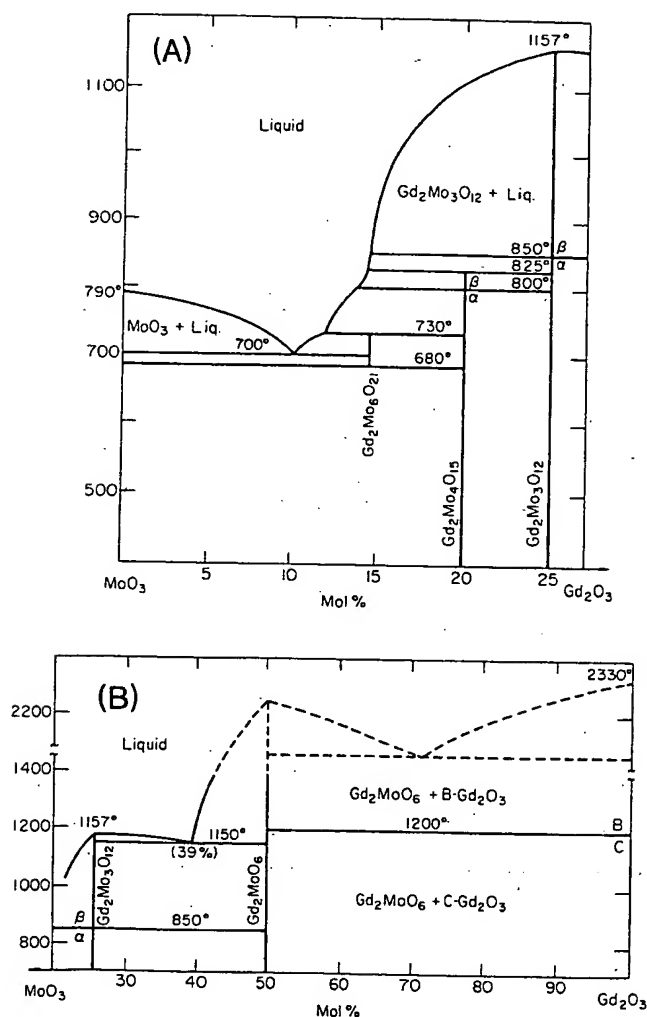 (A)
1157°
1100
Liquid
Gd2Mo3O12 + Liq.
900
850° β
825° α
790°
β 800°
α
MoO3 + Liq.
730°
700° 
700
680°
Gd2Mo6O21
Gd2Mo4O15
Gd2Mo3O12
500
MoO3 5 10 15 20 25 Gd2O3
Mol %
(B)
2330°
2200
Liquid
1400
Gd2MoO6 + B-Gd2O3
1157°
1200
1150°
1200° B
(39%)
C
Gd2Mo3O12
Gd2MoO6
1000
Gd2MoO6 + C-Gd2O3
β 850°
α
800
MoO3 30 40 50 60 70 80 90 Gd2O3
Mol %